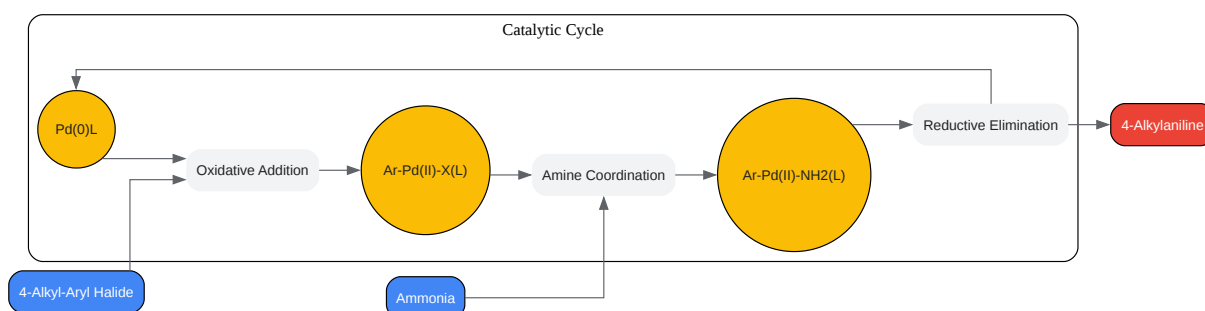 Catalytic Cycle
Pd(0)L
Oxidative Addition
Ar-Pd(II)-X(L)
Amine Coordination
Ar-Pd(II)-NH2(L)
Reductive Elimination
4-Alkylaniline
4-Alkyl-Aryl Halide
Ammonia